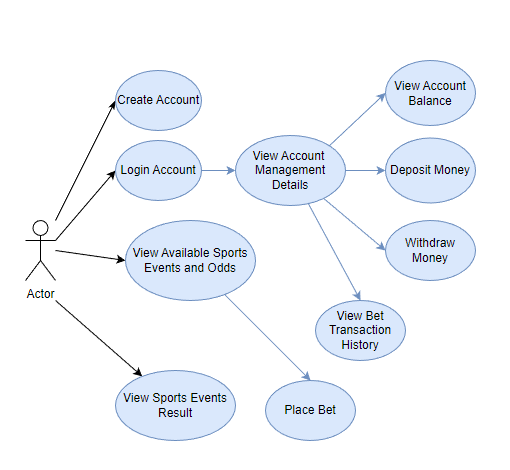 Create Account
Login Account
View Account
Management
Details
View Account
Balance
Deposit Money
Withdraw
Money
View Bet
Transaction
History
View Available Sports
Events and Odds
Place Bet
View Sports Events
Result
Actor